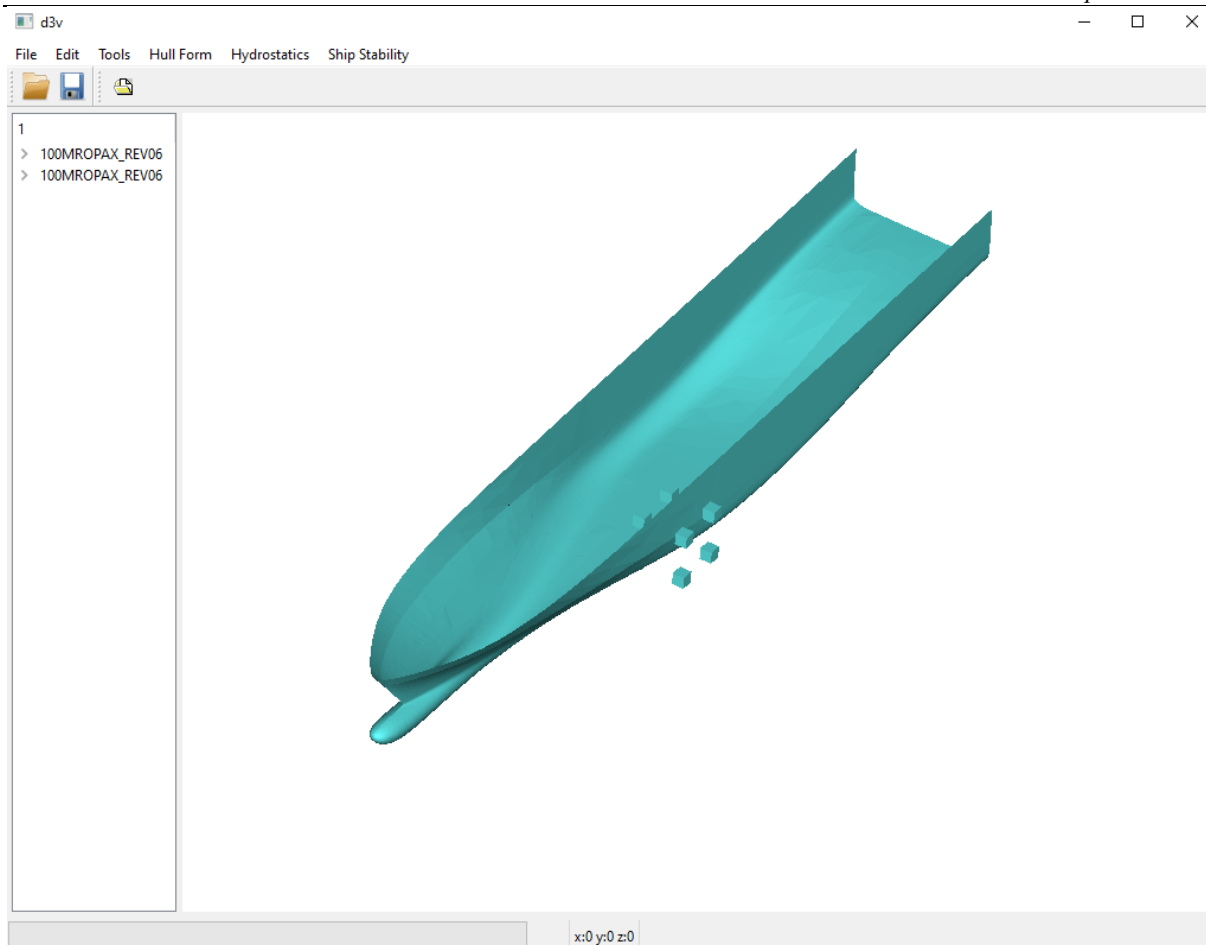 d3v
File Edit Tools Hull Form Hydrostatics Ship Stability
1
100MROPAX_REV06
100MROPAX_REV06
x:0 y:0 z:0